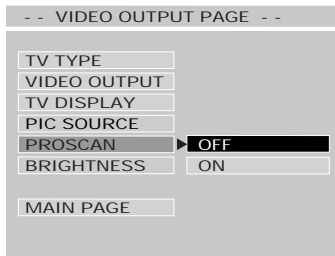 - - VIDEO OUTPUT PAGE - -
TV TYPE
VIDEO OUTPUT
TV DISPLAY
PIC SOURCE
PROSCAN OFF
BRIGHTNESS ON
MAIN PAGE